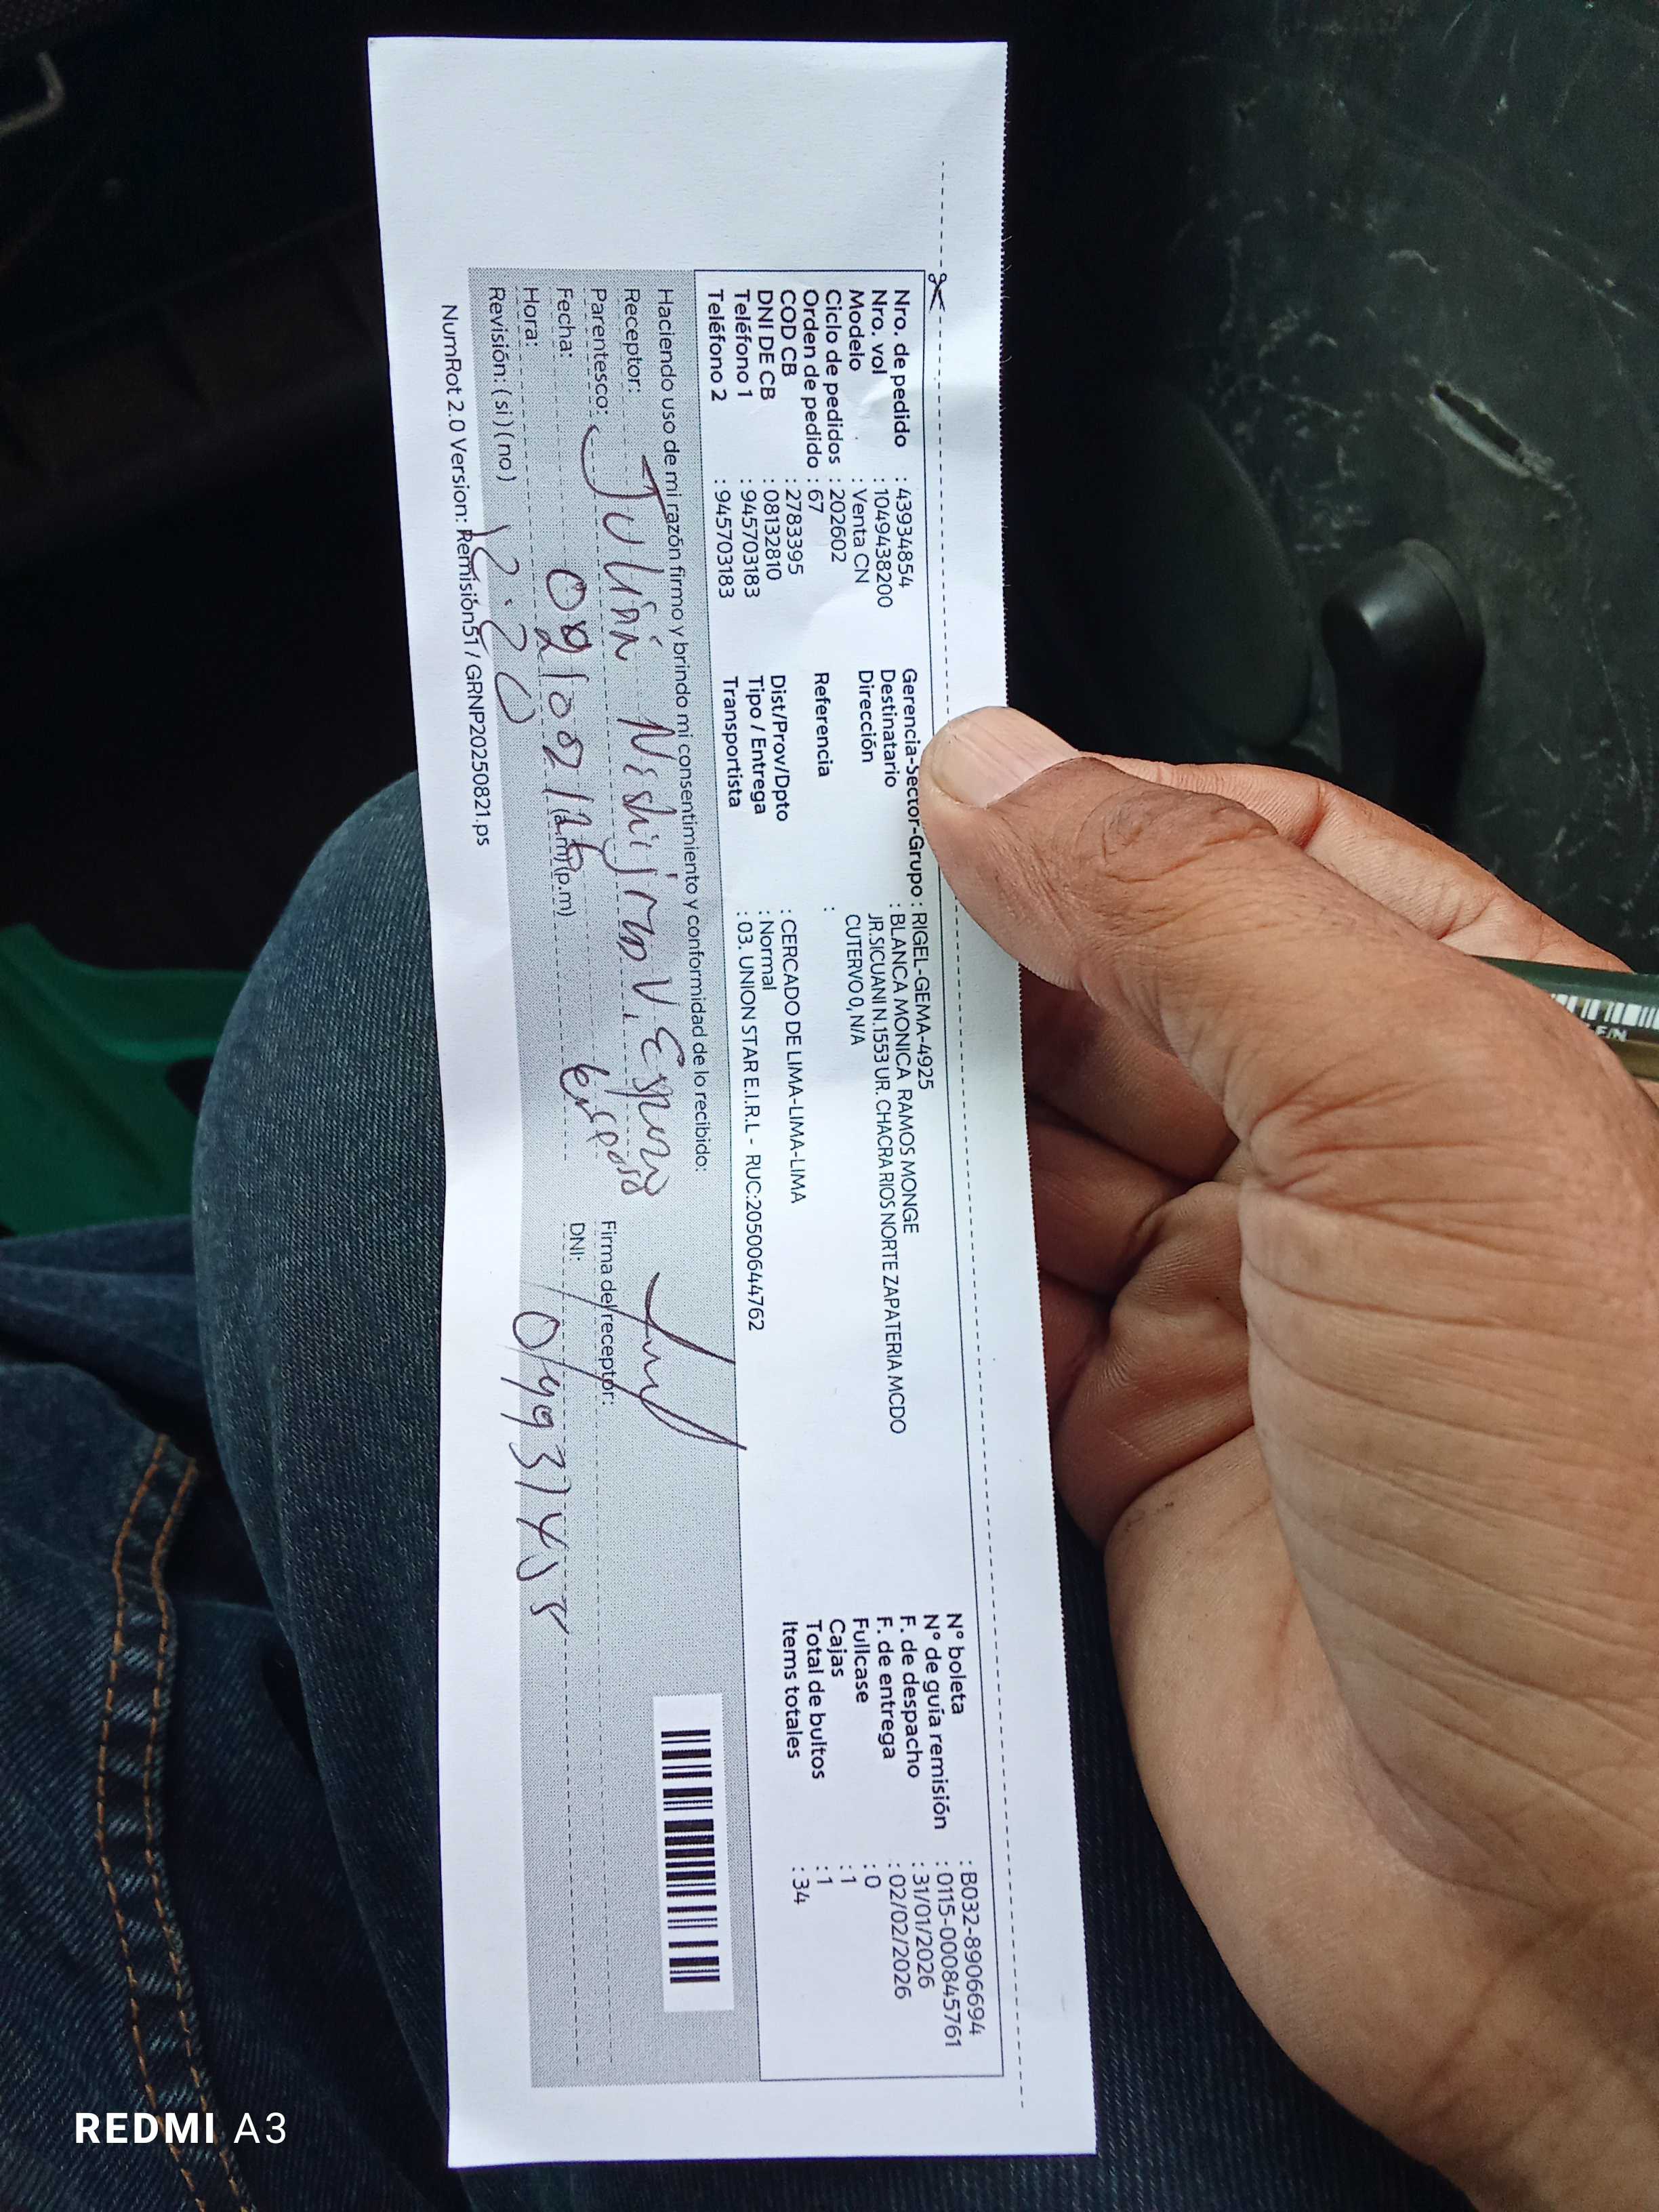 Nro. de pedido : 43934854
Nro. vol : 1049438200
Modelo : Venta CN
Ciclo de pedidos : 202602
Orden de pedido : 67
COD CB : 2783395
DNI DE CB : 08132810
Teléfono 1 : 945703183
Teléfono 2 : 945703183
Gerencia-Sector-Grupo : RIGEL-GEMA-4925
Destinatario : BLANCA MONICA RAMOS MONGE
Dirección JR.SICUANI N.1553 UR. CHACRA RIOS NORTE ZAPATERIA MCDO
CUTERVO 0, N/A
Referencia :
Dist/Prov/Dpto : CERCADO DE LIMA-LIMA-LIMA
Tipo / Entrega : Normal
Transportista : 03. UNION STAR E.I.R.L - RUC:20500644762
N° boleta : B032-8906694
N° de guía remisión : 0115-000845761
F. de despacho : 31/01/2026
F. de entrega : 02/02/2026
Fullcase : 0
Cajas : 1
Total de bultos : 1
Items totales : 34
Haciendo uso de mi razón firmo y brindo mi consentimiento y conformidad de lo recibido:
Receptor: Julián
Parentesco:
Fecha: 02/02/26
Hora: (a.m) (p.m)
Revisión: ( si ) ( no )
Firma del receptor:
DNI:
NumRot 2.0 Version: Remisión51 / GRNP20250821.ps
REDMI A3